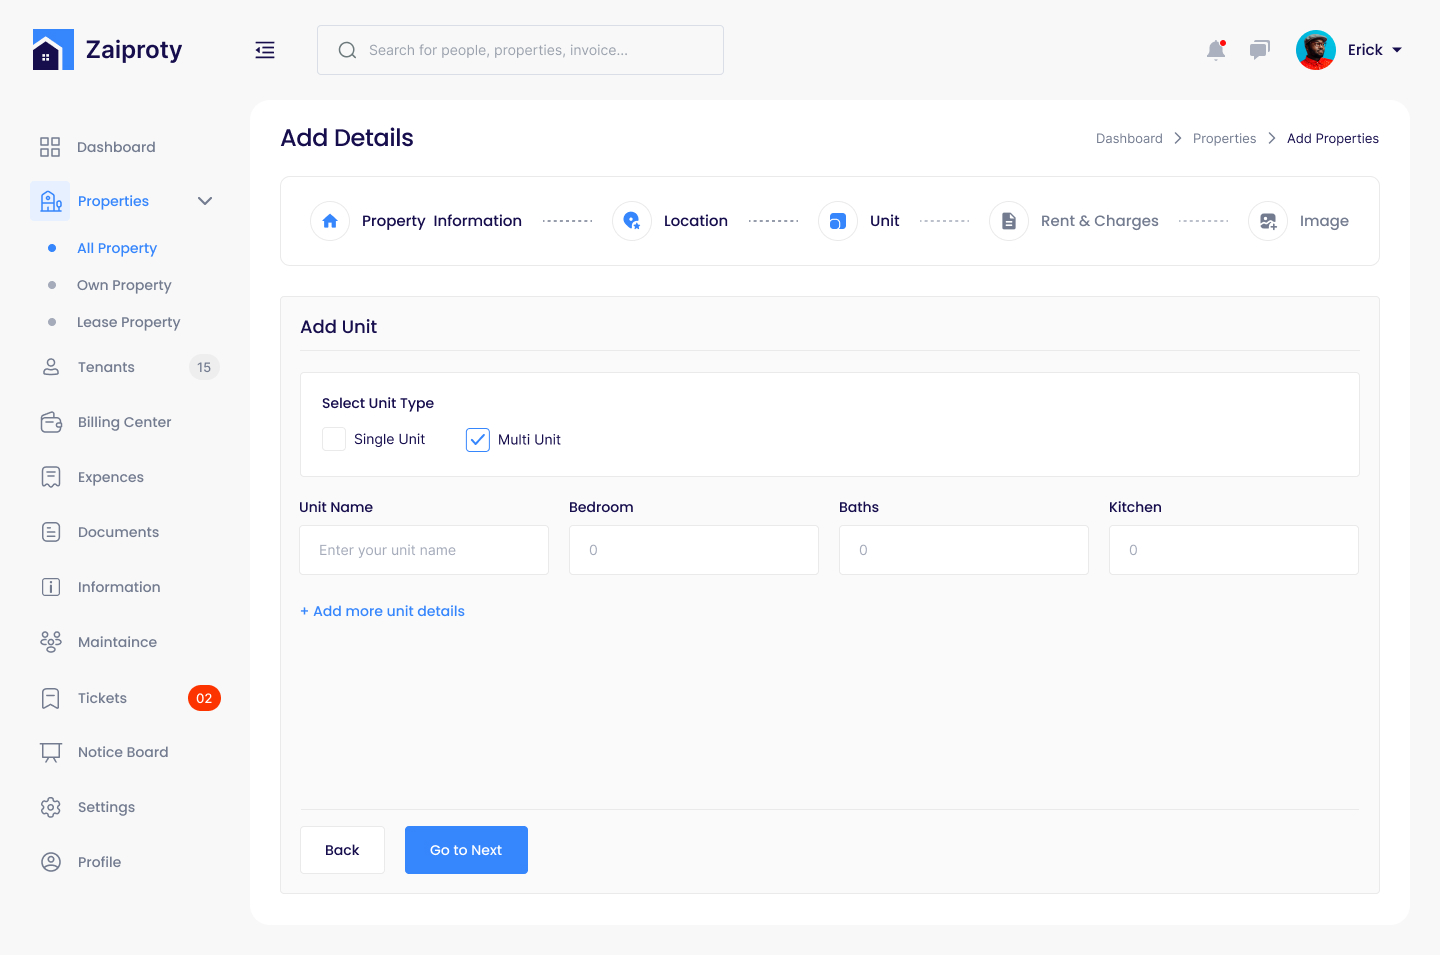 Zaiproty
Search for people, properties, invoice...
Erick
Dashboard
Properties
All Property
Own Property
Lease Property
Tenants 15
Billing Center
Expences
Documents
Information
Maintaince
Tickets 02
Notice Board
Settings
Profile
Add Details
Dashboard > Properties > Add Properties
Property Information Location Unit Rent & Charges Image
Add Unit
Select Unit Type
Single Unit Multi Unit
Unit Name Bedroom Baths Kitchen
Enter your unit name 0 0 0
+ Add more unit details
Back Go to Next